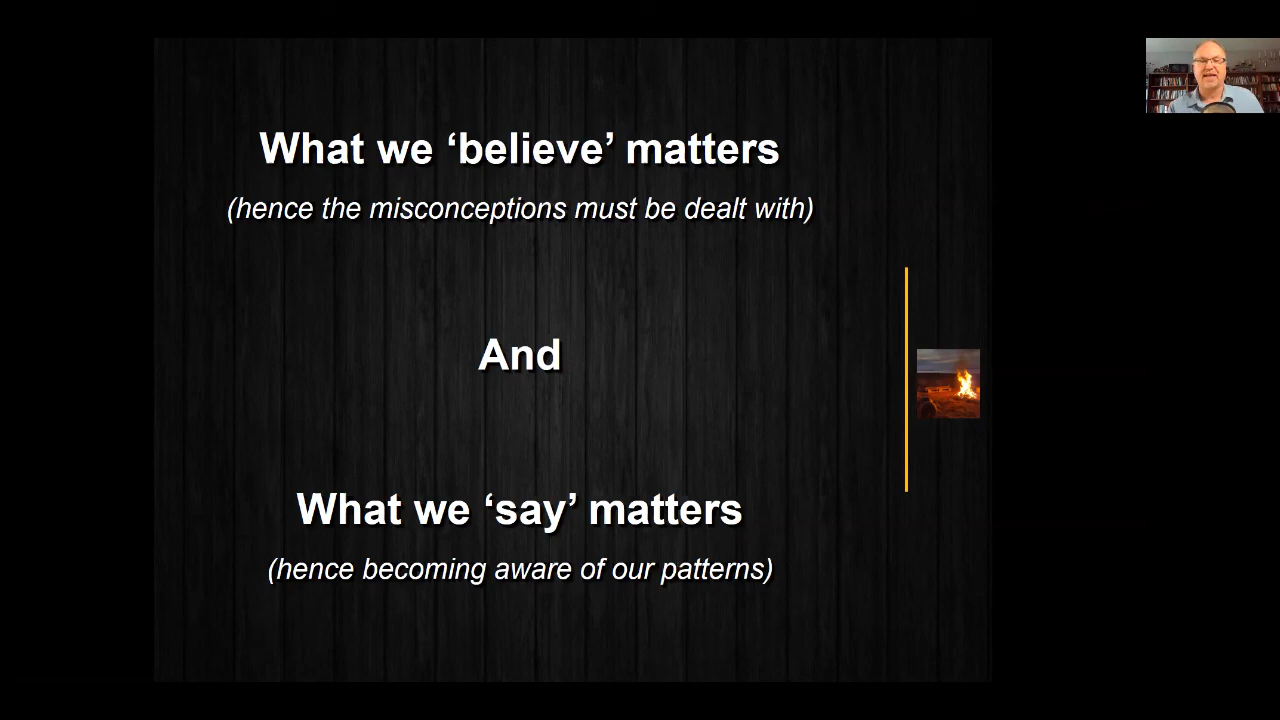 What we ‘believe’ matters
(hence the misconceptions must be dealt with)
And
What we ‘say’ matters
(hence becoming aware of our patterns)